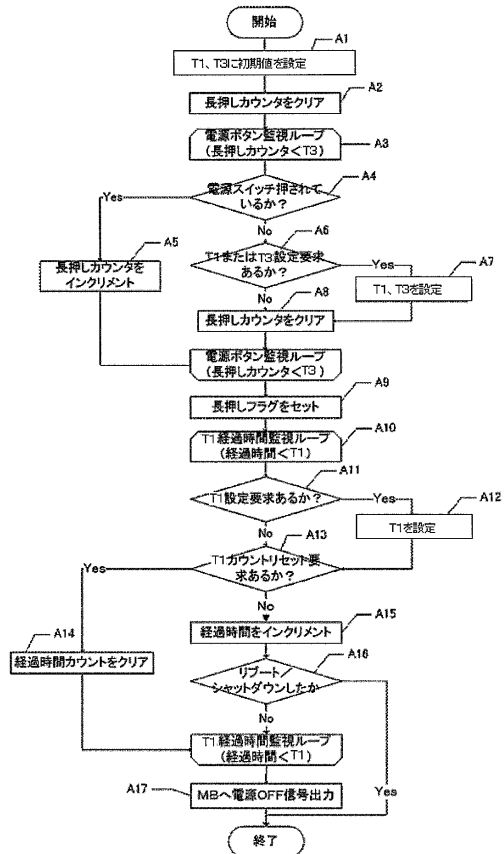 開始
A1
T1、T3に初期値を設定
A2
長押しカウンタをクリア
電源ボタン監視ループ
(長押しカウンタ<T3)
A3
A4
電源スイッチ押されて
いるか?
Yes
No
A5
長押しカウンタを
インクリメント
A6
T1またはT3設定要求
あるか?
Yes
No
A7
T1、T3を設定
A8
長押しカウンタをクリア
電源ボタン監視ループ
(長押しカウンタ<T3)
A9
長押しフラグをセット
A10
T1経過時間監視ループ
(経過時間<T1)
A11
T1設定要求あるか?
Yes
No
A12
T1を設定
A13
T1カウントリセット要
求あるか?
Yes
No
A14
経過時間カウントをクリア
A15
経過時間をインクリメント
A16
リブート/
シャットダウンしたか
No
Yes
T1経過時間監視ループ
(経過時間<T1)
A17
MBへ電源OFF信号出力
終了